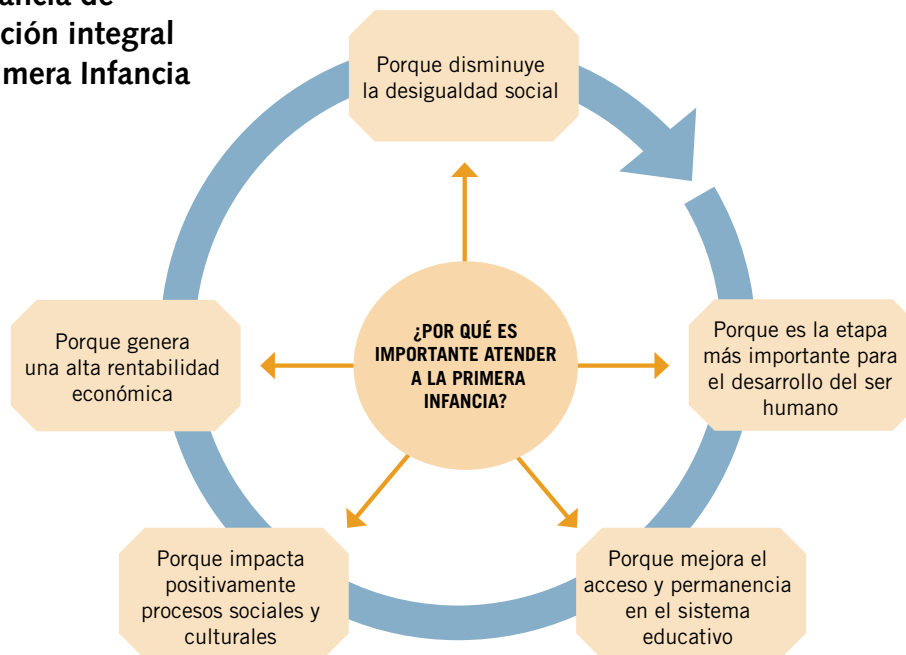 ción integral
mera Infancia
Porque disminuye
la desigualdad social
¿POR QUÉ ES
IMPORTANTE ATENDER
A LA PRIMERA
INFANCIA?
Porque es la etapa
más importante para
el desarrollo del ser
humano
Porque mejora el
acceso y permanencia
en el sistema
educativo
Porque impacta
positivamente
procesos sociales y
culturales
Porque genera
una alta rentabilidad
económica